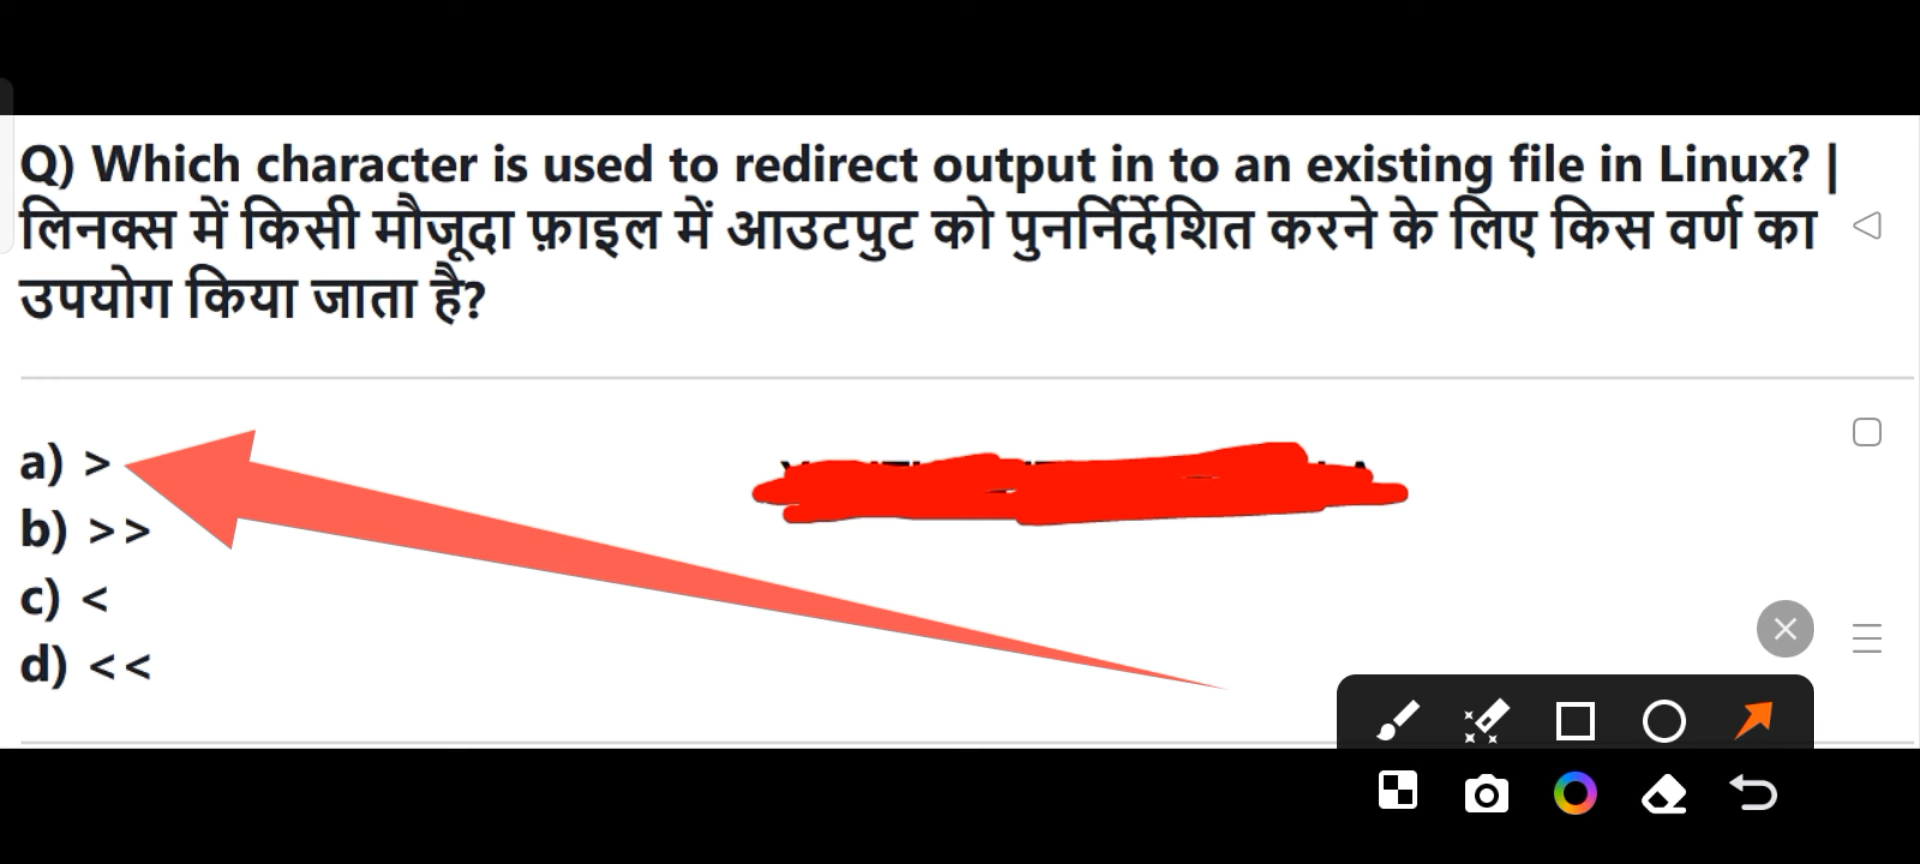 Q) Which character is used to redirect output in to an existing file in Linux? |
लिनक्स में किसी मौजूदा फ़ाइल में आउटपुट को पुनर्निर्देशित करने के लिए किस वर्ण का
उपयोग किया जाता है?
a) >
b) >>
c) <
d) <<